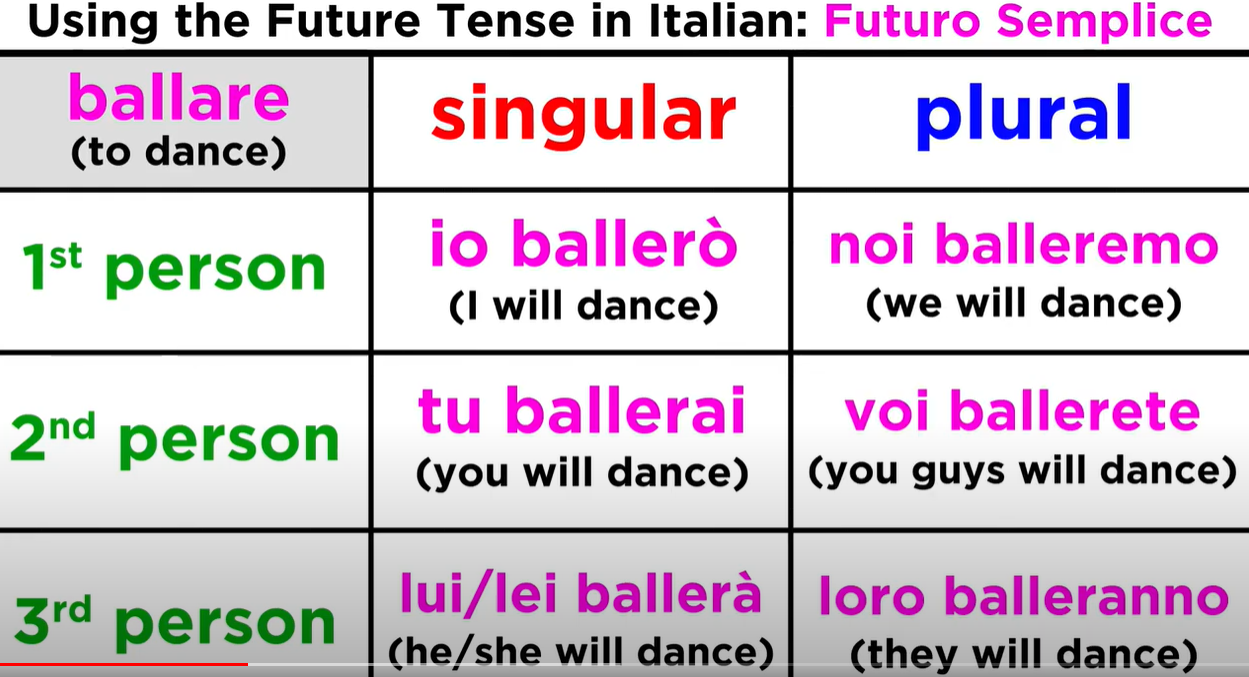 Using the Future Tense in Italian: Futuro Semplice
ballare
(to dance)
singular
plural
1st person
io ballerò
(I will dance)
noi balleremo
(we will dance)
2nd person
tu ballerai
(you will dance)
voi ballerete
(you guys will dance)
3rd person
lui/lei ballerà
(he/she will dance)
loro balleranno
(they will dance)